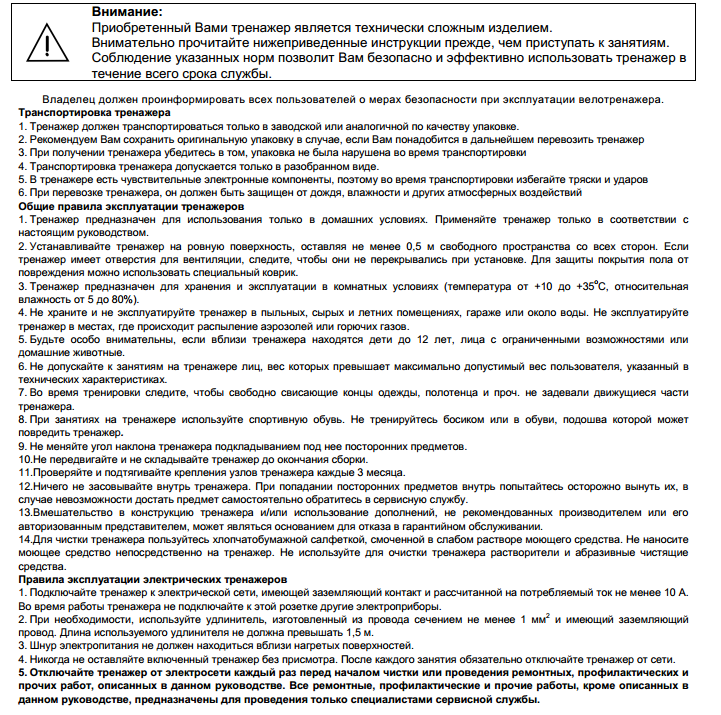 Внимание:
Приобретенный Вами тренажер является технически сложным изделием.
Внимательно прочитайте нижеприведенные инструкции прежде, чем приступать к занятиям.
Соблюдение указанных норм позволит Вам безопасно и эффективно использовать тренажер в
течение всего срока службы.
Владелец должен проинформировать всех пользователей о мерах безопасности при эксплуатации велотренажера.
Транспортировка тренажера
1. Тренажер должен транспортироваться только в заводской или аналогичной по качеству упаковке.
2. Рекомендуем Вам сохранить оригинальную упаковку в случае, если Вам понадобится в дальнейшем перевозить тренажер
3. При получении тренажера убедитесь в том, упаковка не была нарушена во время транспортировки
4. Транспортировка тренажера допускается только в разобранном виде.
5. В тренажере есть чувствительные электронные компоненты, поэтому во время транспортировки избегайте тряски и ударов
6. При перевозке тренажера, он должен быть защищен от дождя, влажности и других атмосферных воздействий
Общие правила эксплуатации тренажеров
1. Тренажер предназначен для использования только в домашних условиях. Применяйте тренажер только в соответствии с
настоящим руководством.
2. Устанавливайте тренажер на ровную поверхность, оставляя не менее 0,5 м свободного пространства со всех сторон. Если
тренажер имеет отверстия для вентиляции, следите, чтобы они не перекрывались при установке. Для защиты покрытия пола от
повреждения можно использовать специальный коврик.
3. Тренажер предназначен для хранения и эксплуатации в комнатных условиях (температура от +10 до +35⁰С, относительная
влажность от 5 до 80%).
4. Не храните и не эксплуатируйте тренажер в пыльных, сырых и летних помещениях, гараже или около воды. Не эксплуатируйте
тренажер в местах, где происходит распыление аэрозолей или горючих газов.
5. Будьте особо внимательны, если вблизи тренажера находятся дети до 12 лет, лица с ограниченными возможностями или
домашние животные.
6. Не допускайте к занятиям на тренажере лиц, вес которых превышает максимально допустимый вес пользователя, указанный в
технических характеристиках.
7. Во время тренировки следите, чтобы свободно свисающие концы одежды, полотенца и проч. не задевали движущиеся части
тренажера.
8. При занятиях на тренажере используйте спортивную обувь. Не тренируйтесь босиком или в обуви, подошва которой может
повредить тренажер.
9. Не меняйте угол наклона тренажера подкладыванием под нее посторонних предметов.
10.Не передвигайте и не складывайте тренажер до окончания сборки.
11.Проверяйте и подтягивайте крепления узлов тренажера каждые 3 месяца.
12.Ничего не засовывайте внутрь тренажера. При попадании посторонних предметов внутрь попытайтесь осторожно вынуть их, в
случае невозможности достать предмет самостоятельно обратитесь в сервисную службу.
13.Вмешательство в конструкцию тренажера и/или использование дополнений, не рекомендованных производителем или его
авторизованным представителем, может являться основанием для отказа в гарантийном обслуживании.
14.Для чистки тренажера пользуйтесь хлопчатобумажной салфеткой, смоченной в слабом растворе моющего средства. Не наносите
моющее средство непосредственно на тренажер. Не используйте для очистки тренажера растворители и абразивные чистящие
средства.
Правила эксплуатации электрических тренажеров
1. Подключайте тренажер к электрической сети, имеющей заземляющий контакт и рассчитанной на потребляемый ток не менее 10 А.
Во время работы тренажера не подключайте к этой розетке другие электроприборы.
2. При необходимости, используйте удлинитель, изготовленный из провода сечением не менее 1 мм² и имеющий заземляющий
провод. Длина используемого удлинителя не должна превышать 1,5 м.
3. Шнур электропитания не должен находиться вблизи нагретых поверхностей.
4. Никогда не оставляйте включенный тренажер без присмотра. После каждого занятия обязательно отключайте тренажер от сети.
5. Отключайте тренажер от электросети каждый раз перед началом чистки или проведения ремонтных, профилактических и
прочих работ, описанных в данном руководстве. Все ремонтные, профилактические и прочие работы, кроме описанных в
данном руководстве, предназначены для проведения только специалистами сервисной службы.